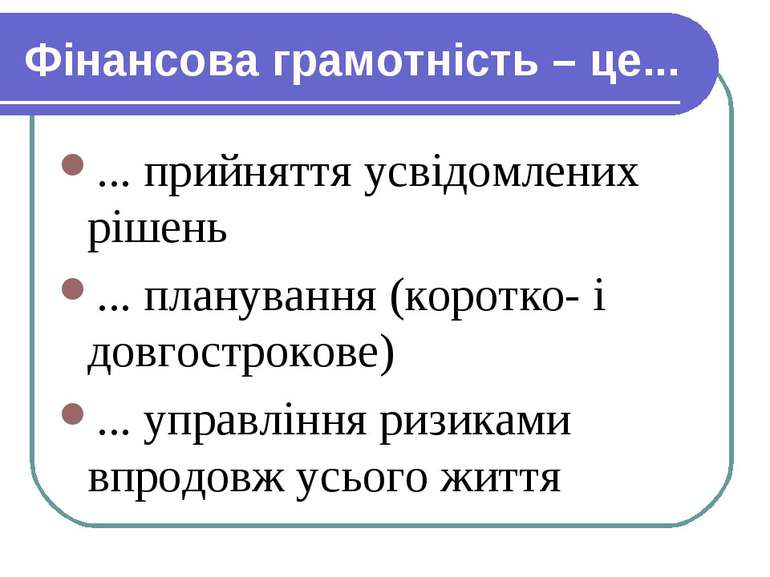 Фінансова грамотність – це...
... прийняття усвідомлених
рішень
... планування (коротко- і
довгострокове)
... управління ризиками
впродовж усього життя